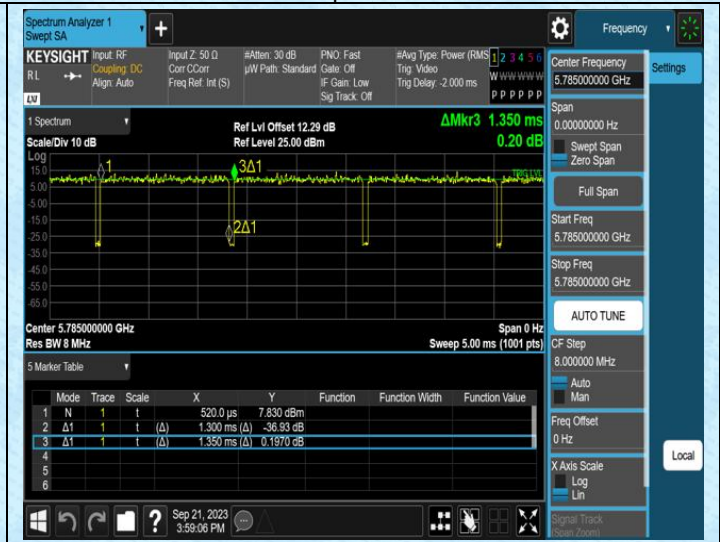 Spectrum Analyzer 1
Swept SA
+
Frequency
KEYSIGHT
RL
LXI
Input: RF
Coupling: DC
Align: Auto
Input Z: 50 Ω
Corr CCorr
Freq Ref: Int (S)
#Atten: 30 dB
µW Path: Standard
PNO: Fast
Gate: Off
IF Gain: Low
Sig Track: Off
#Avg Type: Power (RMS
Trig: Video
Trig Delay: -2.000 ms
1 2 3 4 5 6
W W W W W W
P P P P P P
1 Spectrum
Scale/Div 10 dB
Ref Lvl Offset 12.29 dB
Ref Level 25.00 dBm
ΔMkr3 1.350 ms
0.20 dB
Log
15.0
5.00
-5.00
-15.0
-25.0
-35.0
-45.0
-55.0
-65.0
1
3Δ1
2Δ1
TRIG LVL
Center 5.785000000 GHz
Res BW 8 MHz
Span 0 Hz
Sweep 5.00 ms (1001 pts)
5 Marker Table
Mode Trace Scale X Y Function Function Width Function Value
1 N 1 t 520.0 µs 7.830 dBm
2 Δ1 1 t (Δ) 1.300 ms (Δ) -36.93 dB
3 Δ1 1 t (Δ) 1.350 ms (Δ) 0.1970 dB
4
5
6
Sep 21, 2023
3:59:06 PM
?
Center Frequency
5.785000000 GHz
Span
0.00000000 Hz
Swept Span
Zero Span
Full Span
Start Freq
5.785000000 GHz
Stop Freq
5.785000000 GHz
AUTO TUNE
CF Step
8.000000 MHz
Auto
Man
Freq Offset
0 Hz
X Axis Scale
Log
Lin
Signal Track
(Span Zoom)
Settings
Local